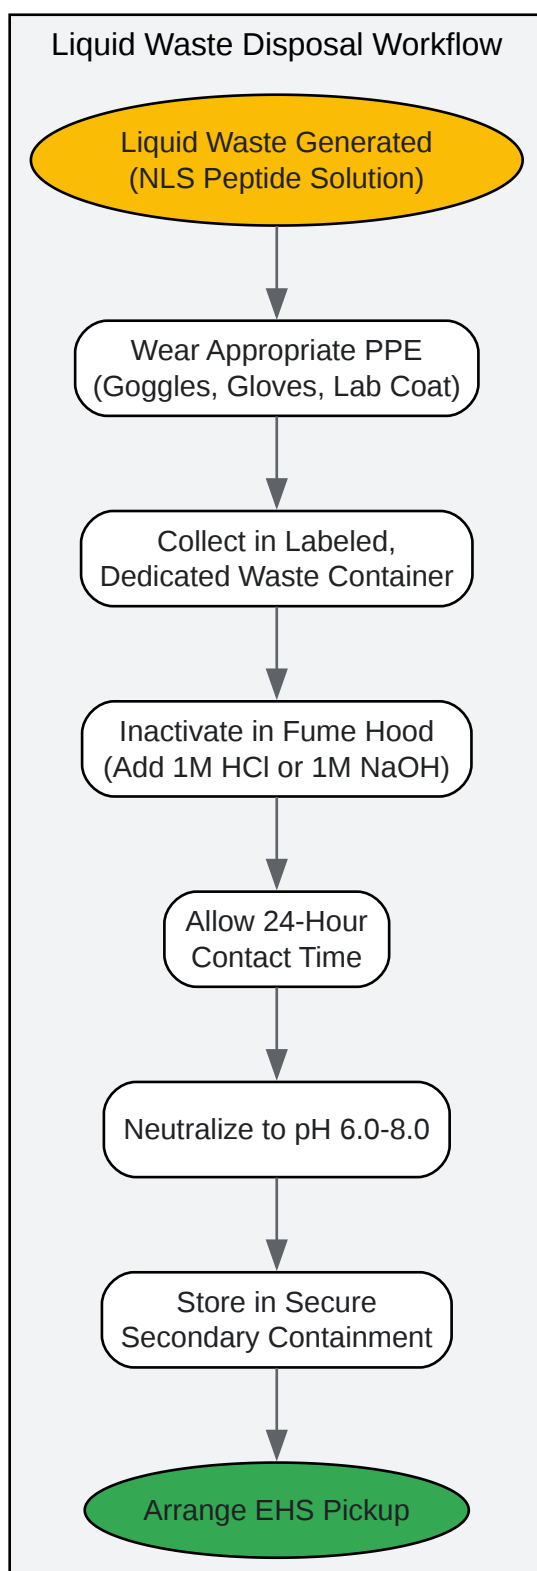 Liquid Waste Disposal Workflow
Liquid Waste Generated
(NLS Peptide Solution)
Wear Appropriate PPE
(Goggles, Gloves, Lab Coat)
Collect in Labeled,
Dedicated Waste Container
Inactivate in Fume Hood
(Add 1M HCl or 1M NaOH)
Allow 24-Hour
Contact Time
Neutralize to pH 6.0-8.0
Store in Secure
Secondary Containment
Arrange EHS Pickup